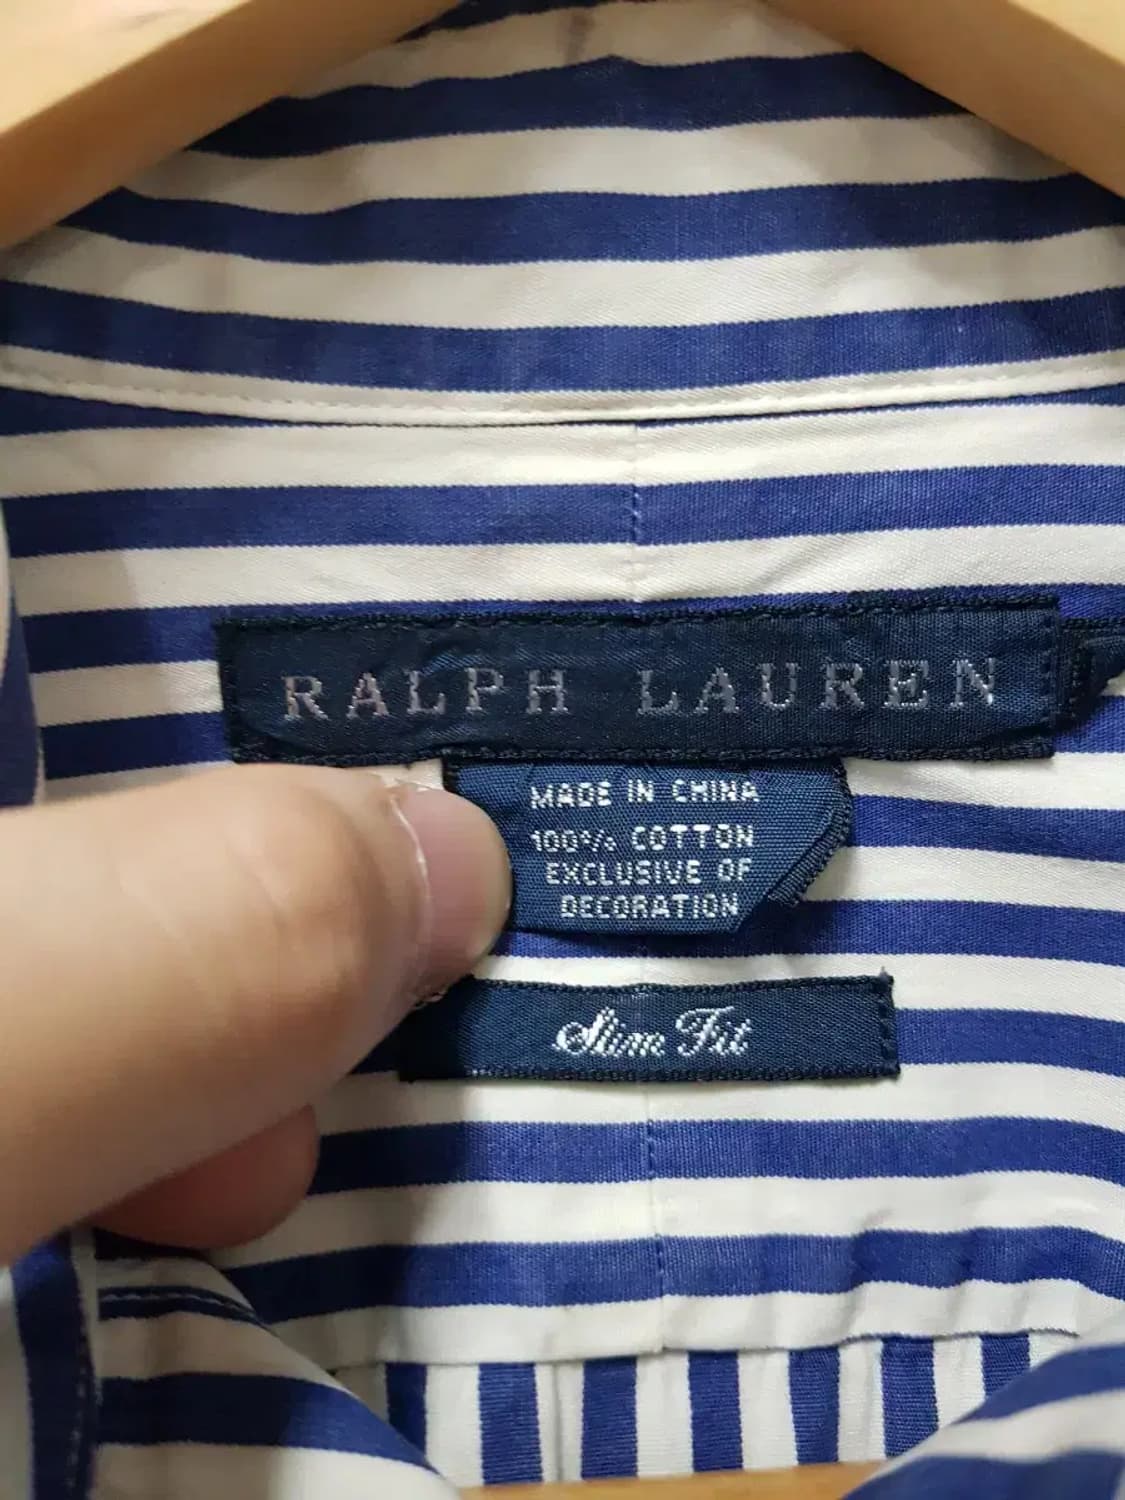 RALPH LAUREN
MADE IN CHINA
100% COTTON
EXCLUSIVE OF
DECORATION
Slim Fit